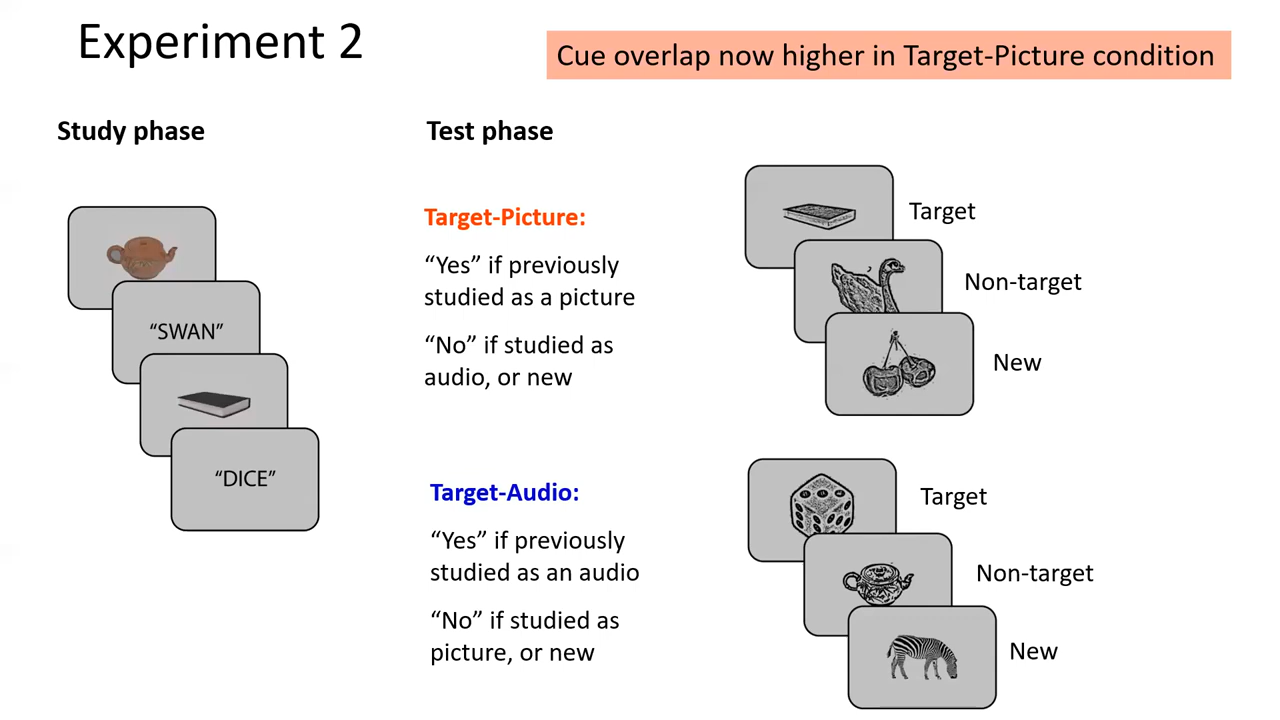 Experiment 2
Cue overlap now higher in Target-Picture condition
Study phase
“SWAN”
“DICE”
Test phase
Target-Picture:
“Yes” if previously
studied as a picture
“No” if studied as
audio, or new
Target
Non-target
New
Target-Audio:
“Yes” if previously
studied as an audio
“No” if studied as
picture, or new
Target
Non-target
New